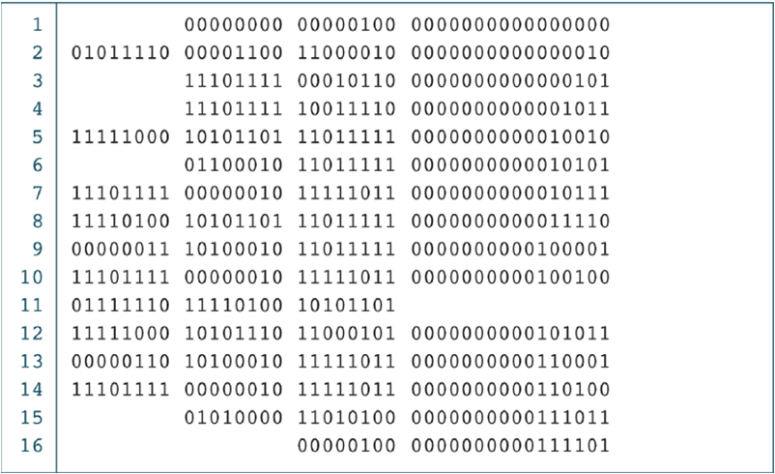 1 00000000 00000100 0000000000000000
2 01011110 00001100 11000010 0000000000000010
3 11101111 00010110 0000000000000101
4 11101111 10011110 0000000000001011
5 11111000 10101101 11011111 0000000000010010
6 01100010 11011111 0000000000010101
7 11101111 00000010 11111011 0000000000010111
8 11110100 10101101 11011111 0000000000011110
9 00000011 10100010 11011111 0000000000100001
10 11101111 00000010 11111011 0000000000100100
11 01111110 11110100 10101101
12 11111000 10101110 11000101 0000000000101011
13 00000110 10100010 11111011 0000000000110001
14 11101111 00000010 11111011 0000000000110100
15 01010000 11010100 0000000000111011
16 00000100 0000000000111101